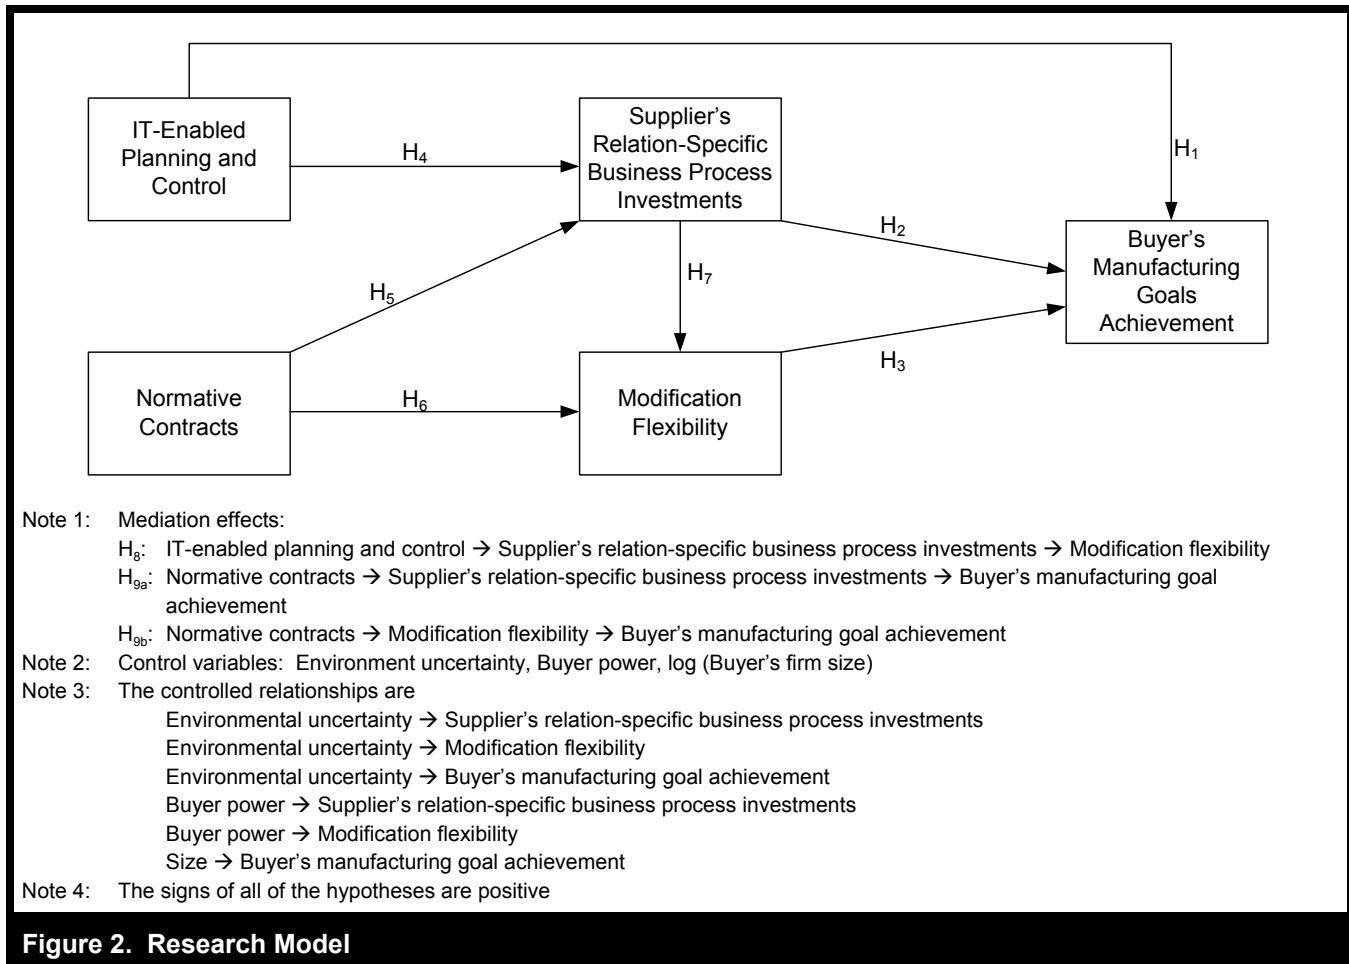 IT-Enabled
Planning and
Control
H₄
Supplier's
Relation-Specific
Business Process
Investments
H₁
H₂
Buyer's
Manufacturing
Goals
Achievement
H₅
H₇
H₃
Normative
Contracts
H₆
Modification
Flexibility
Note 1: Mediation effects:
H₈: IT-enabled planning and control → Supplier's relation-specific business process investments → Modification flexibility
H₉ₐ: Normative contracts → Supplier's relation-specific business process investments → Buyer's manufacturing goal
achievement
H9b: Normative contracts → Modification flexibility → Buyer's manufacturing goal achievement
Note 2: Control variables: Environment uncertainty, Buyer power, log (Buyer's firm size)
Note 3: The controlled relationships are
Environmental uncertainty → Supplier's relation-specific business process investments
Environmental uncertainty → Modification flexibility
Environmental uncertainty → Buyer's manufacturing goal achievement
Buyer power → Supplier's relation-specific business process investments
Buyer power → Modification flexibility
Size → Buyer's manufacturing goal achievement
Note 4: The signs of all of the hypotheses are positive
Figure 2. Research Model